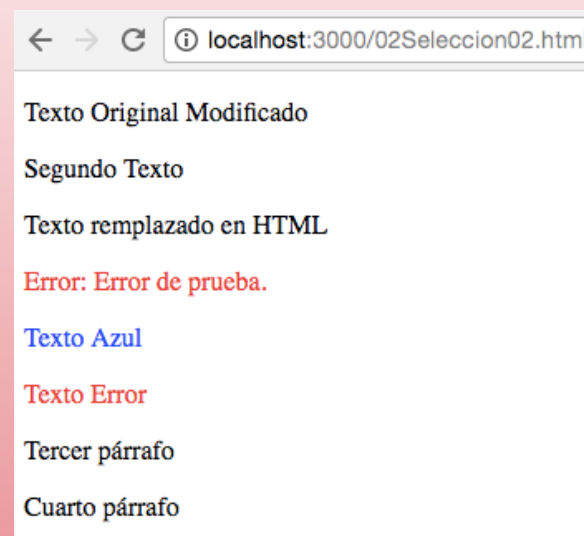 localhost:3000/02Seleccion02.htm
Texto Original Modificado
Segundo Texto
Texto remplazado en HTML
Error: Error de prueba.
Texto Azul
Texto Error
Tercer párrafo
Cuarto párrafo